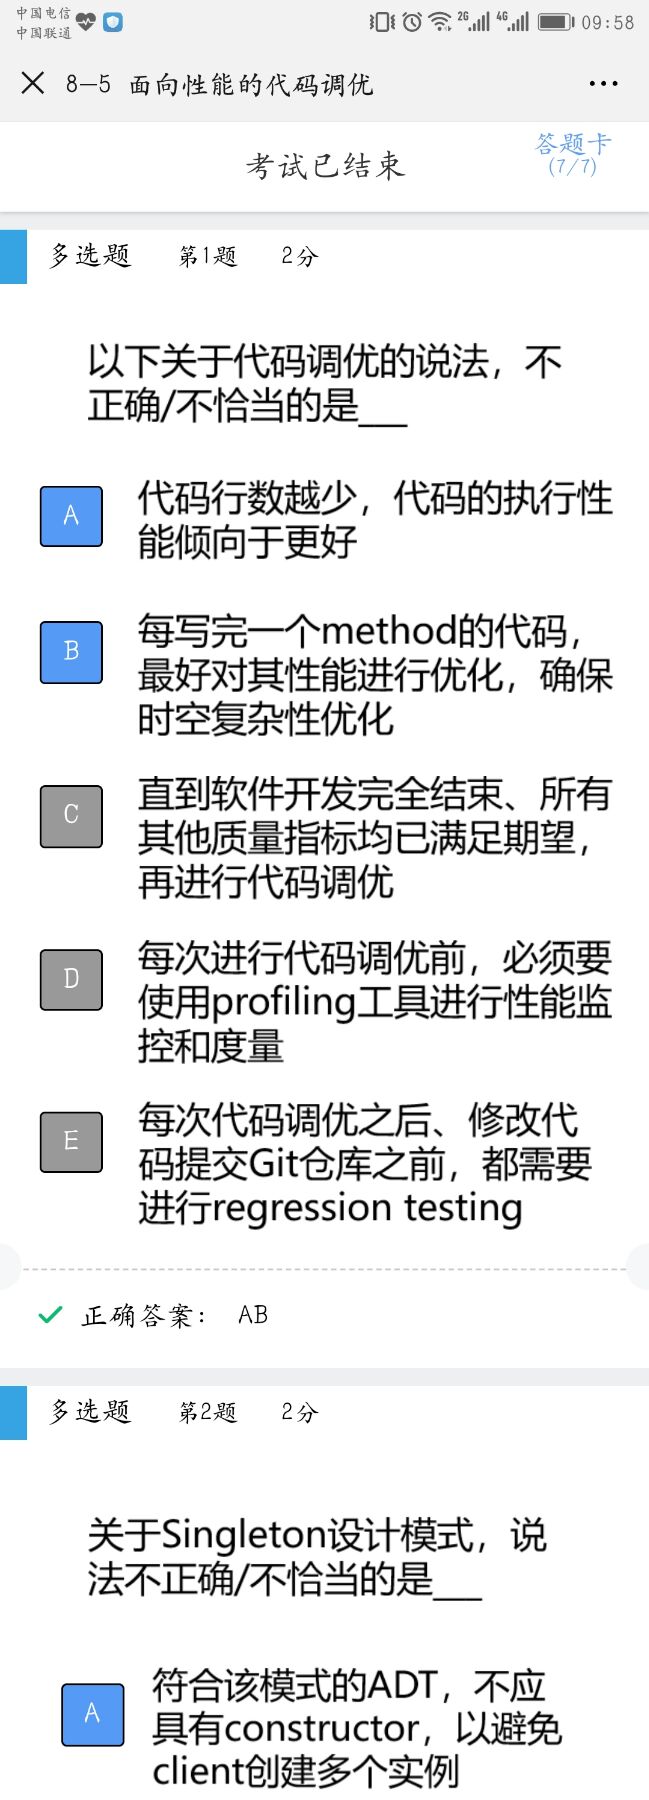 中国电信
中国联通
2G
4G
09:58
8-5 面向性能的代码调优
考试已结束
答题卡
(7/7)
多选题 第1题 2分
以下关于代码调优的说法，不
正确/不恰当的是___
A
代码行数越少，代码的执行性
能倾向于更好
B
每写完一个method的代码，
最好对其性能进行优化，确保
时空复杂性优化
C
直到软件开发完全结束、所有
其他质量指标均已满足期望，
再进行代码调优
D
每次进行代码调优前，必须要
使用profiling工具进行性能监
控和度量
E
每次代码调优之后、修改代
码提交Git仓库之前，都需要
进行regression testing
正确答案： AB
多选题 第2题 2分
关于Singleton设计模式，说
法不正确/不恰当的是___
A
符合该模式的ADT，不应
具有constructor，以避免
client创建多个实例